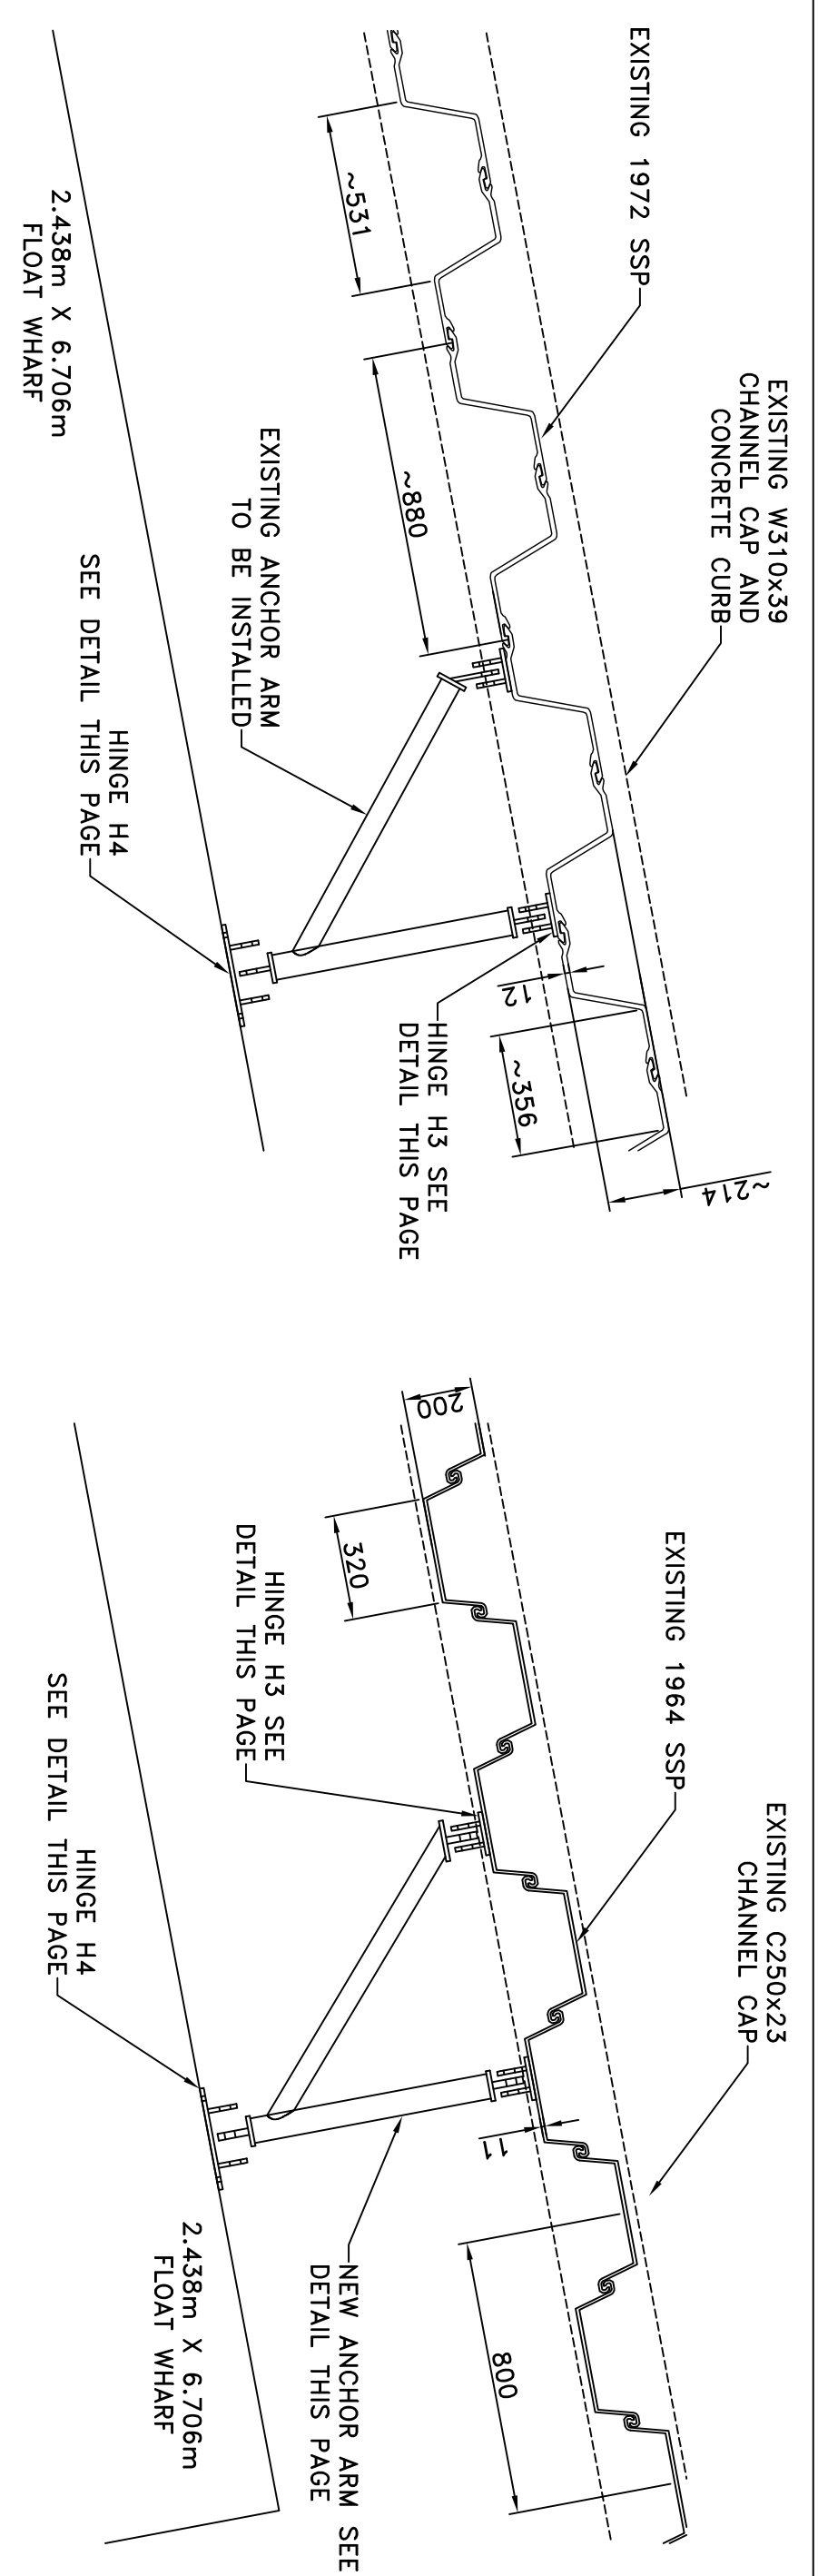 EXISTING 1972 SSP
EXISTING W310x39
CHANNEL CAP AND
CONCRETE CURB
~531
~880
2.438m X 6.706m
FLOAT WHARF
EXISTING ANCHOR ARM
TO BE INSTALLED
HINGE H4
SEE DETAIL THIS PAGE
12
HINGE H3 SEE
DETAIL THIS PAGE
~356
~214
200
320
EXISTING 1964 SSP
EXISTING C250x23
CHANNEL CAP
HINGE H3 SEE
DETAIL THIS PAGE
HINGE H4
SEE DETAIL THIS PAGE
11
800
NEW ANCHOR ARM SEE
DETAIL THIS PAGE
2.438m X 6.706m
FLOAT WHARF